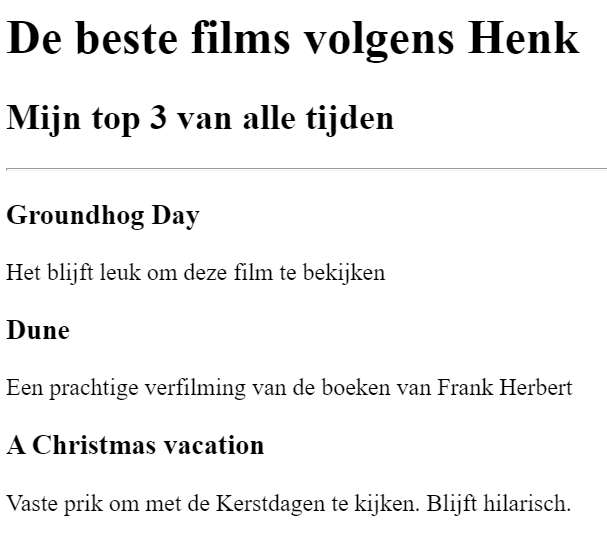 De beste films volgens Henk
Mijn top 3 van alle tijden
Groundhog Day
Het blijft leuk om deze film te bekijken
Dune
Een prachtige verfilming van de boeken van Frank Herbert
A Christmas vacation
Vaste prik om met de Kerstdagen te kijken. Blijft hilarisch.